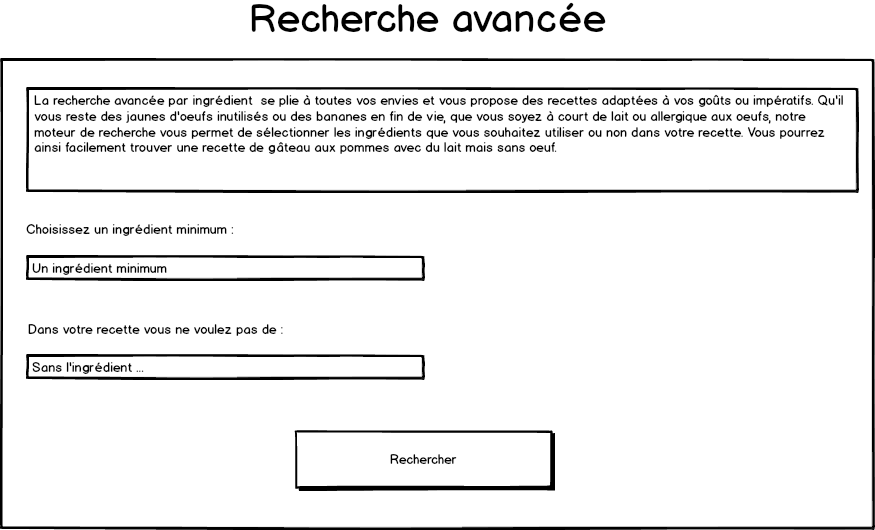 Recherche avancée
La recherche avancée par ingrédient  se plie à toutes vos envies et vous propose des recettes adaptées à vos goûts ou impératifs. Qu'il
vous reste des jaunes d'oeufs inutilisés ou des bananes en fin de vie, que vous soyez à court de lait ou allergique aux oeufs, notre
moteur de recherche vous permet de sélectionner les ingrédients que vous souhaitez utiliser ou non dans votre recette. Vous pourrez
ainsi facilement trouver une recette de gâteau aux pommes avec du lait mais sans oeuf.
Choisissez un ingrédient minimum :
Un ingrédient minimum
Dans votre recette vous ne voulez pas de :
Sans l'ingrédient ...
Rechercher